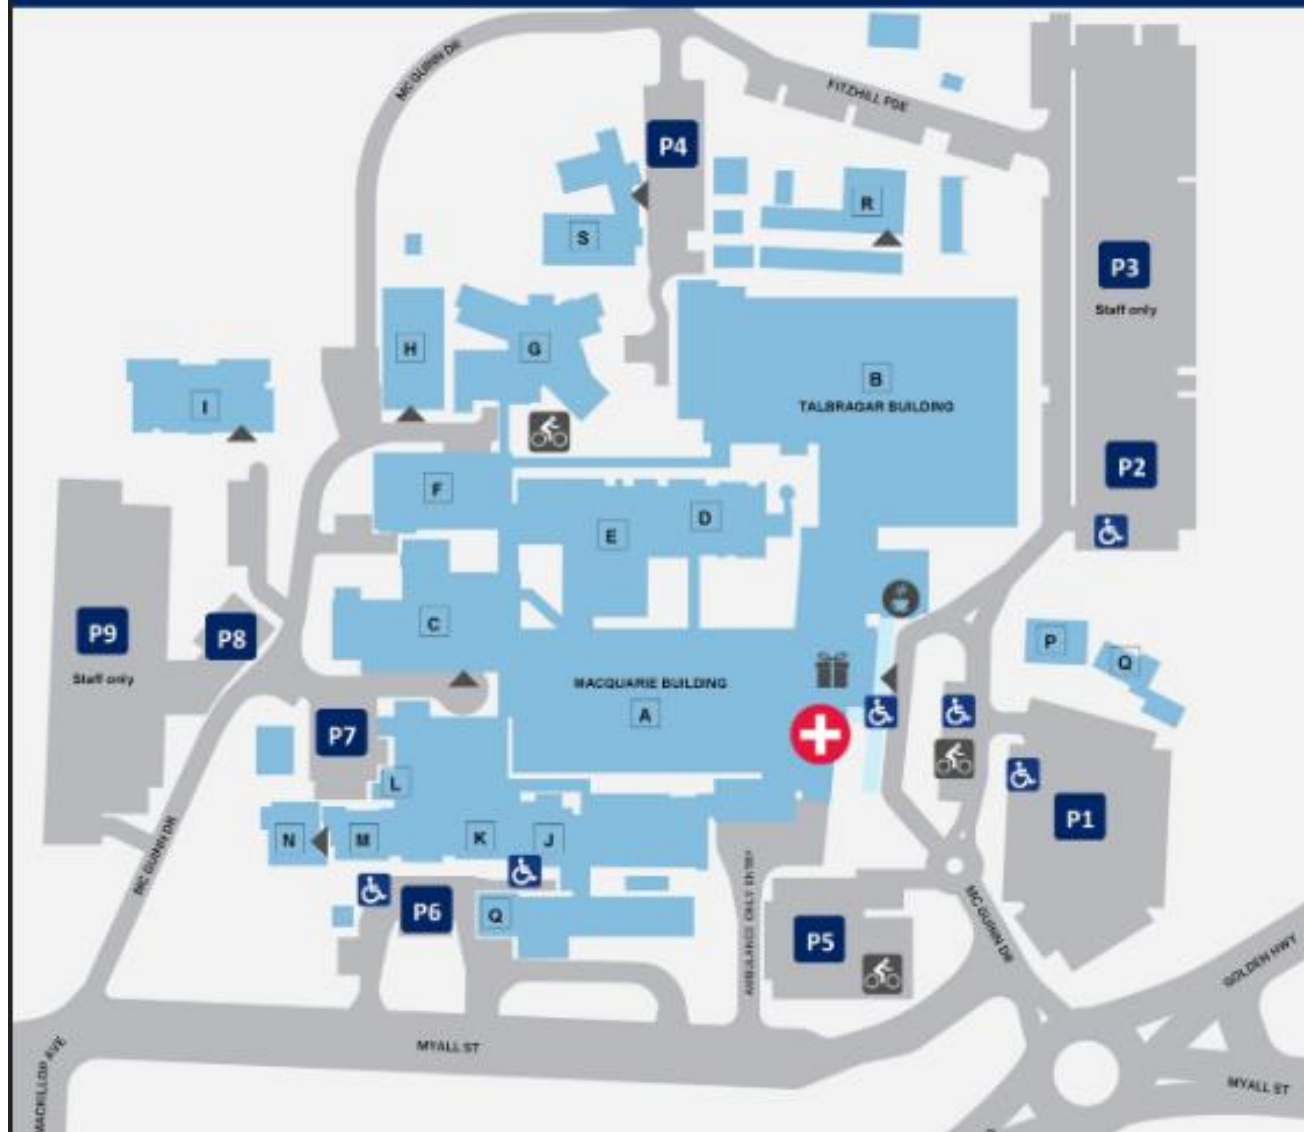 MC GUINN DR
FITZHILL PDE
P4
R
S
P3
Staff only
H
G
B
TALBRAGAR BUILDING
I
P2
F
D
E
P9
Staff only
P8
C
P
Q
MACQUARIE BUILDING
A
P7
L
P1
N
M
K
J
MC GUINN DR
P6
Q
AMBULANCE ONLY ENTRY
P5
MC GUINN DR
GOLDEN HWY
MYALL ST
MYALL ST
MACKILLOP AVE